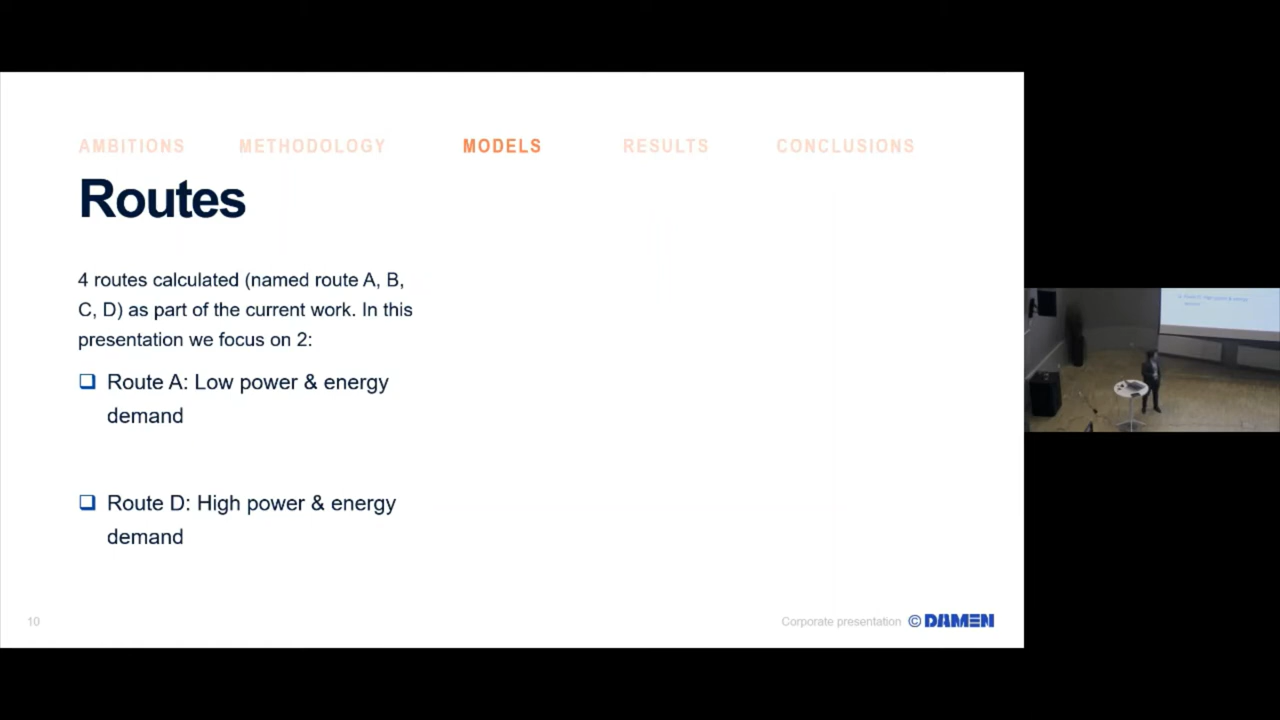 AMBITIONS METHODOLOGY MODELS RESULTS CONCLUSIONS
Routes
4 routes calculated (named route A, B,
C, D) as part of the current work. In this
presentation we focus on 2:
Route A: Low power & energy
demand
Route D: High power & energy
demand
10
Corporate presentation © DAMEN